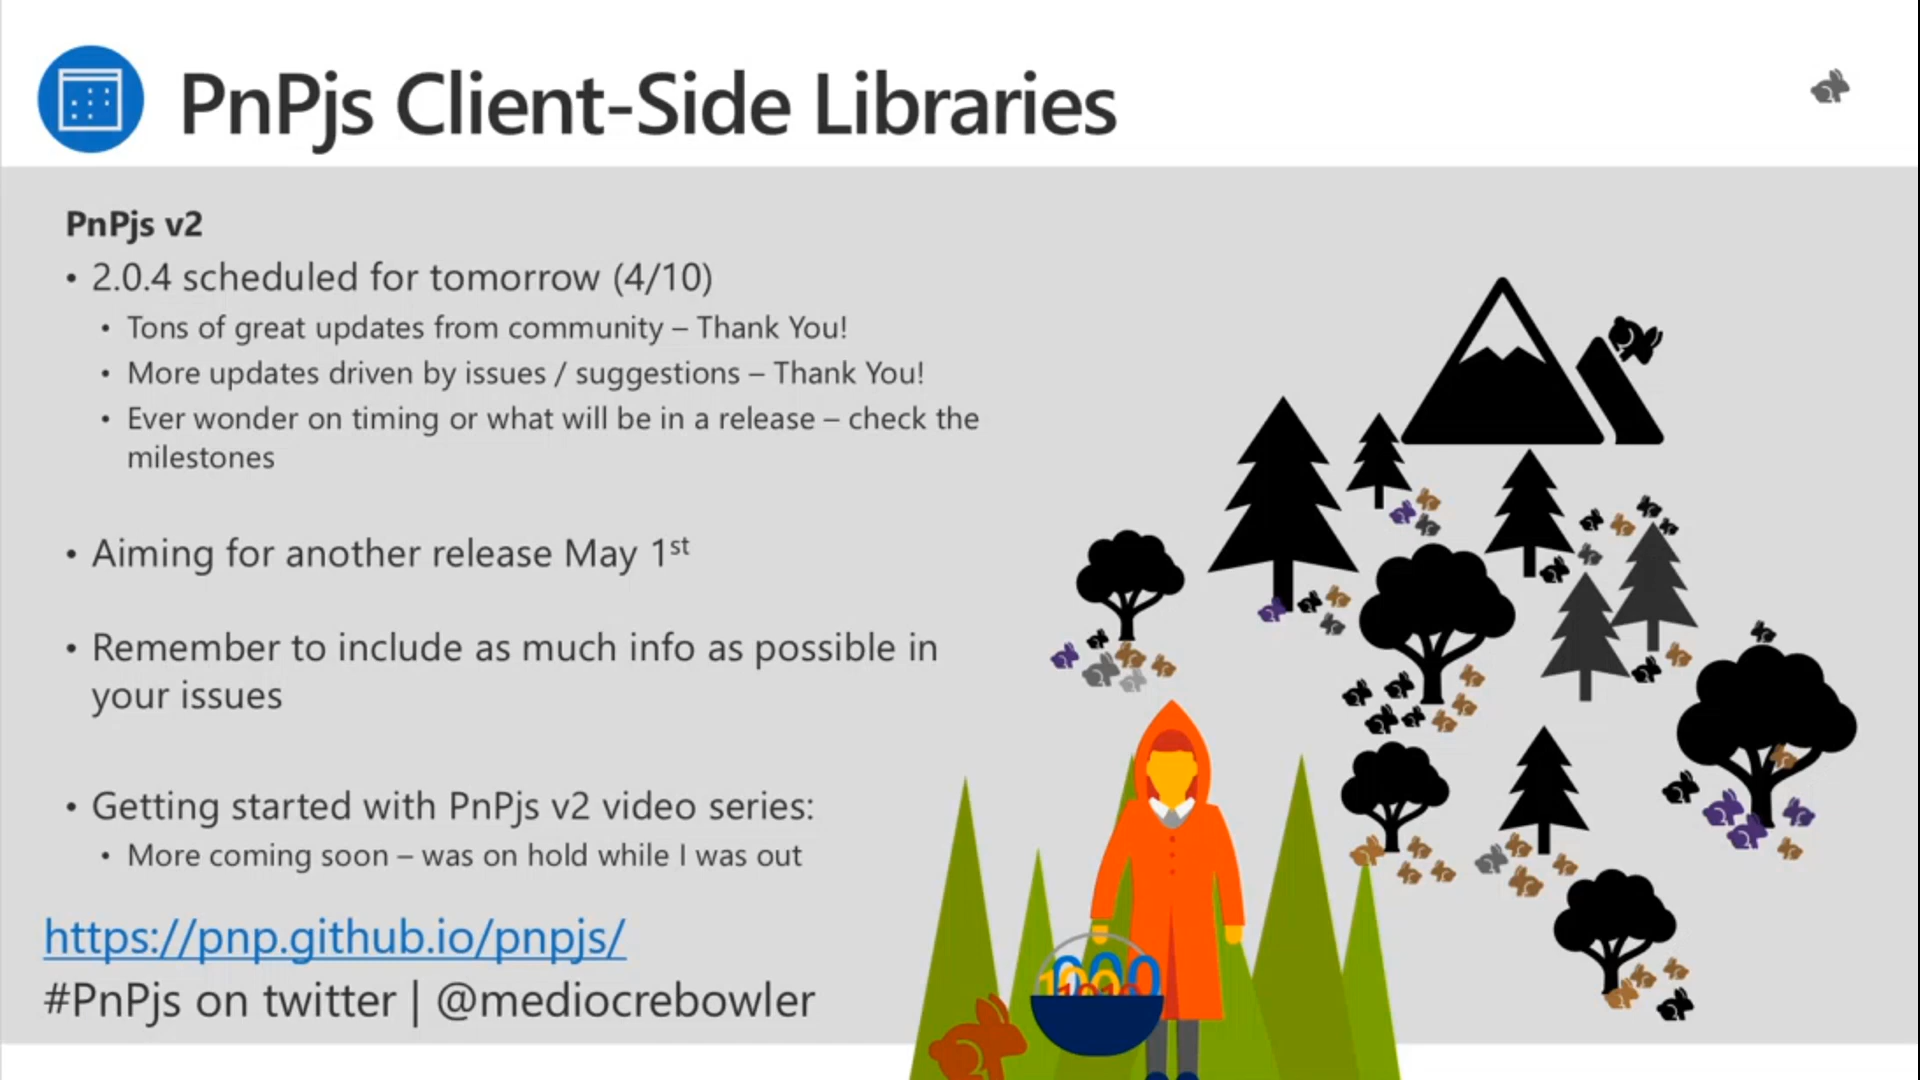 PnPjs Client-Side Libraries
PnPjs v2
• 2.0.4 scheduled for tomorrow (4/10)
• Tons of great updates from community – Thank You!
• More updates driven by issues / suggestions – Thank You!
• Ever wonder on timing or what will be in a release – check the
milestones
• Aiming for another release May 1st
• Remember to include as much info as possible in
your issues
• Getting started with PnPjs v2 video series:
• More coming soon – was on hold while I was out
https://pnp.github.io/pnpjs/
#PnPjs on twitter | @mediocrebowler